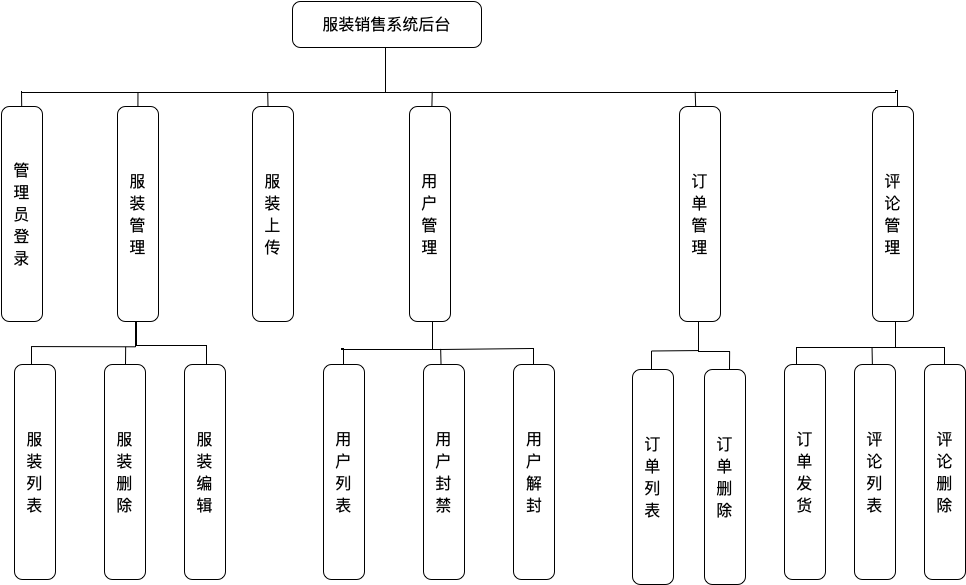 服装销售系统后台
管理员登录
服装管理
服装上传
用户管理
订单管理
评论管理
服装列表
服装删除
服装编辑
用户列表
用户封禁
用户解封
订单列表
订单删除
订单发货
评论列表
评论删除